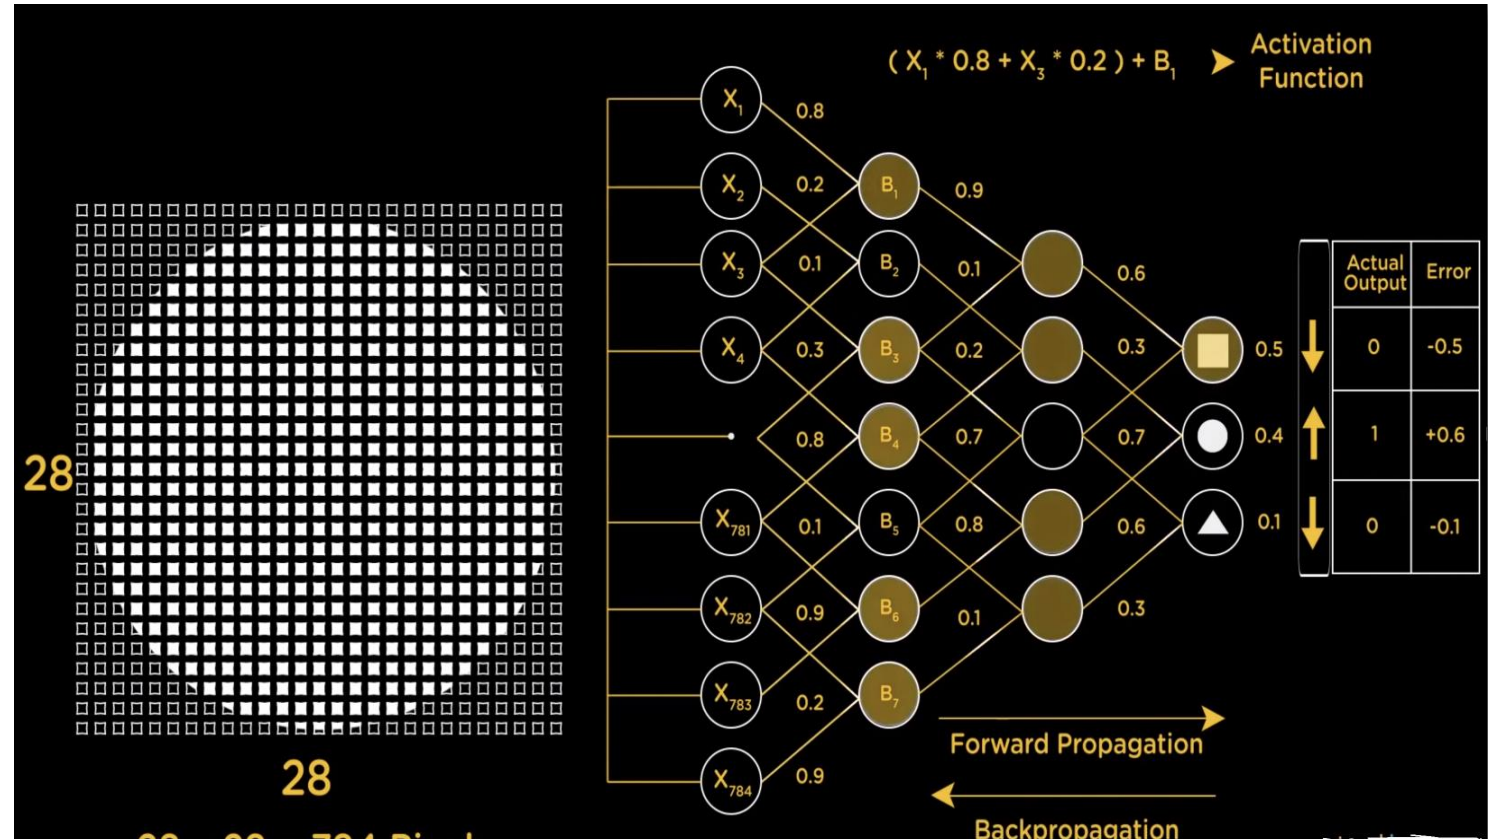 ( X₁ * 0.8 + X₃ * 0.2 ) + B₁
Activation
Function
28
28
X₁
X₂
X₃
X₄
X₇₈₁
X₇₈₂
X₇₈₃
X₇₈₄
0.8
0.2
0.1
0.3
0.8
0.1
0.9
0.2
0.9
B₁
B₂
B₃
B₄
B₅
B₆
B₇
0.9
0.1
0.2
0.7
0.8
0.1
0.6
0.3
0.7
0.6
0.3
0.5
0.4
0.1
Actual Error
Output
0 -0.5
1 +0.6
0 -0.1
Forward Propagation
Backpropagation